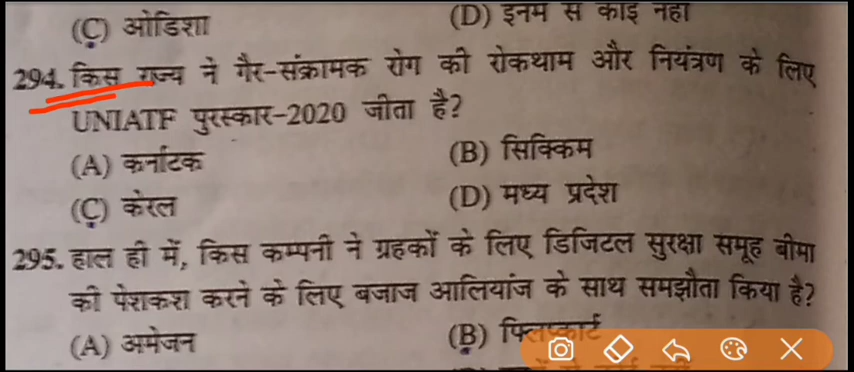 (C) ओडिशा
(D) इनमें से कोई नहीं
294. किस राज्य ने गैर-संक्रामक रोग की रोकथाम और नियंत्रण के लिए
UNIATF पुरस्कार-2020 जीता है?
(A) कर्नाटक
(B) सिक्किम
(C) केरल
(D) मध्य प्रदेश
295. हाल ही में, किस कम्पनी ने ग्रहकों के लिए डिजिटल सुरक्षा समूह बीमा
की पेशकश करने के लिए बजाज आलियांज के साथ समझौता किया है?
(A) अमेजन
(B) फ्लिपकार्ट